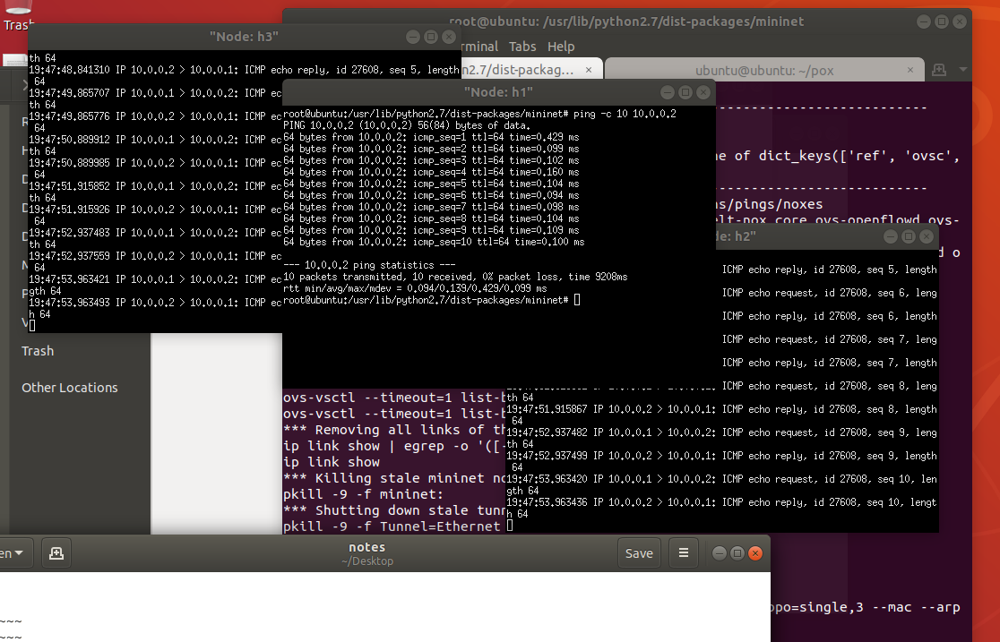 Trash
root@ubuntu: /usr/lib/python2.7/dist-packages/mininet
Terminal Tabs Help
n2.7/dist-packag... ×
ubuntu@ubuntu: ~/pox ×
"Node: h3"
th 64
19:47:48.841310 IP 10.0.0.2 > 10.0.0.1: ICMP echo reply, id 27608, seq 5, length
 64
19:47:49.865707 IP 10.0.0.1 > 10.0.0.2: ICMP ec
th 64
19:47:49.865776 IP 10.0.0.2 > 10.0.0.1: ICMP ec
 64
19:47:50.889912 IP 10.0.0.1 > 10.0.0.2: ICMP ec
th 64
19:47:50.889985 IP 10.0.0.2 > 10.0.0.1: ICMP ec
 64
19:47:51.915852 IP 10.0.0.1 > 10.0.0.2: ICMP ec
th 64
19:47:51.915926 IP 10.0.0.2 > 10.0.0.1: ICMP ec
 64
19:47:52.937483 IP 10.0.0.1 > 10.0.0.2: ICMP ec
th 64
19:47:52.937559 IP 10.0.0.2 > 10.0.0.1: ICMP ec
 64
19:47:53.963421 IP 10.0.0.1 > 10.0.0.2: ICMP ec
gth 64
19:47:53.963493 IP 10.0.0.2 > 10.0.0.1: ICMP ec
h 64
Trash
Other Locations
"Node: h1"
root@ubuntu:/usr/lib/python2.7/dist-packages/mininet# ping -c 10 10.0.0.2
PING 10.0.0.2 (10.0.0.2) 56(84) bytes of data.
64 bytes from 10.0.0.2: icmp_seq=1 ttl=64 time=0.429 ms
64 bytes from 10.0.0.2: icmp_seq=2 ttl=64 time=0.099 ms
64 bytes from 10.0.0.2: icmp_seq=3 ttl=64 time=0.102 ms
64 bytes from 10.0.0.2: icmp_seq=4 ttl=64 time=0.160 ms
64 bytes from 10.0.0.2: icmp_seq=5 ttl=64 time=0.104 ms
64 bytes from 10.0.0.2: icmp_seq=6 ttl=64 time=0.094 ms
64 bytes from 10.0.0.2: icmp_seq=7 ttl=64 time=0.098 ms
64 bytes from 10.0.0.2: icmp_seq=8 ttl=64 time=0.104 ms
64 bytes from 10.0.0.2: icmp_seq=9 ttl=64 time=0.109 ms
64 bytes from 10.0.0.2: icmp_seq=10 ttl=64 time=0.100 ms
--- 10.0.0.2 ping statistics ---
10 packets transmitted, 10 received, 0% packet loss, time 9208ms
rtt min/avg/max/mdev = 0.094/0.139/0.429/0.099 ms
root@ubuntu:/usr/lib/python2.7/dist-packages/mininet#
--------------------------
ne of dict_keys(['ref', 'ovsc',
--------------------------
ns/pings/noxes
elt-nox_core ovs-openflowd ovs-
d o
de: h2"
ICMP echo reply, id 27608, seq 5, length
ICMP echo request, id 27608, seq 6, leng
ICMP echo reply, id 27608, seq 6, length
ICMP echo request, id 27608, seq 7, leng
ICMP echo reply, id 27608, seq 7, length
ICMP echo request, id 27608, seq 8, leng
th 64
19:47:51.915867 IP 10.0.0.2 > 10.0.0.1: ICMP echo reply, id 27608, seq 8, length
 64
19:47:52.937482 IP 10.0.0.1 > 10.0.0.2: ICMP echo request, id 27608, seq 9, leng
th 64
19:47:52.937499 IP 10.0.0.2 > 10.0.0.1: ICMP echo reply, id 27608, seq 9, length
 64
19:47:53.963420 IP 10.0.0.1 > 10.0.0.2: ICMP echo request, id 27608, seq 10, len
gth 64
19:47:53.963436 IP 10.0.0.2 > 10.0.0.1: ICMP echo reply, id 27608, seq 10, lengt
h 64
ovs-vsctl --timeout=1 list-b
ovs-vsctl --timeout=1 list-b
*** Removing all links of th
ip link show | egrep -o '([-
ip link show
*** Killing stale mininet no
pkill -9 -f mininet:
*** Shutting down stale tunn
pkill -9 -f Tunnel=Ethernet
opo=single,3 --mac --arp
en
notes
~/Desktop
Save
~~~
~~~